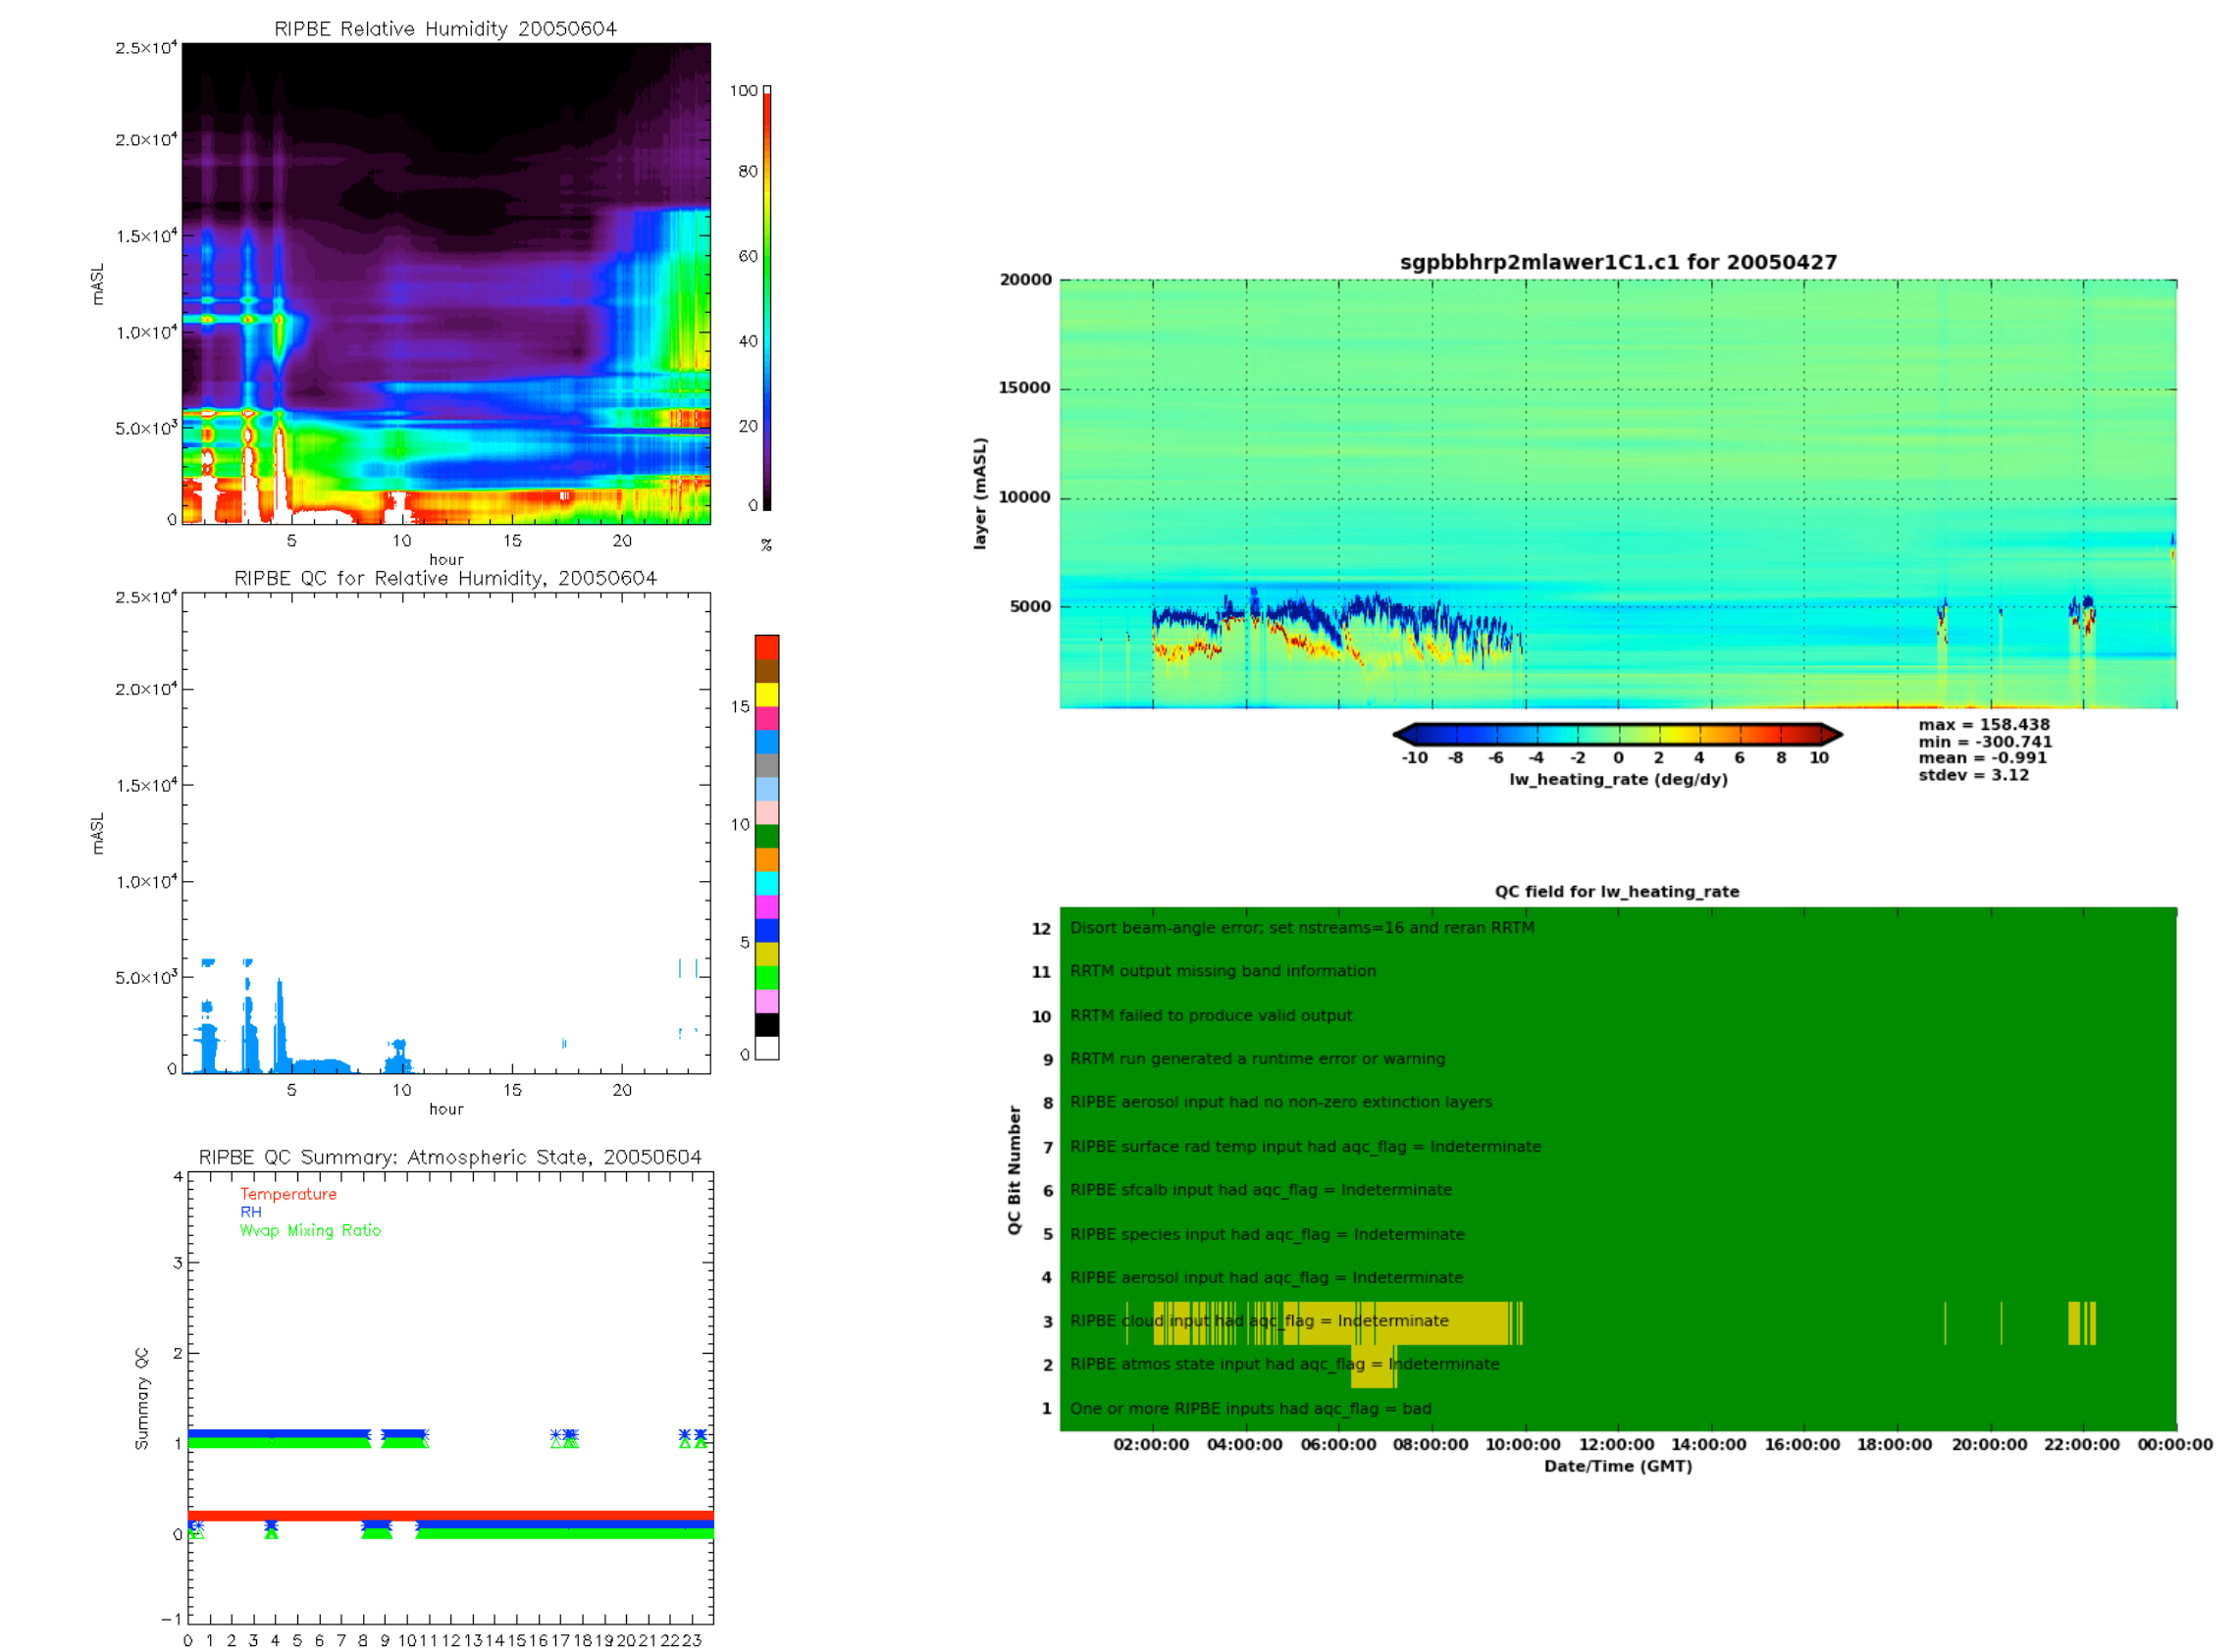 RIPBE Relative Humidity 20050604
2.5×10⁴
2.0×10⁴
1.5×10⁴
1.0×10⁴
5.0×10³
0
mASL
5 10 15 20
hour
100
80
60
40
20
0
%
RIPBE QC for Relative Humidity, 20050604
2.5×10⁴
2.0×10⁴
1.5×10⁴
1.0×10⁴
5.0×10³
0
mASL
5 10 15 20
hour
15
10
5
0
RIPBE QC Summary: Atmospheric State, 20050604
Temperature
RH
Wvap Mixing Ratio
4
3
2
1
0
-1
Summary QC
0 1 2 3 4 5 6 7 8 9 10 11 12 13 14 15 16 17 18 19 20 21 22 23
sgpbbhrp2mlawer1C1.c1 for 20050427
20000
15000
10000
5000
layer (mASL)
-10 -8 -6 -4 -2 0 2 4 6 8 10
lw_heating_rate (deg/dy)
max = 158.438
min = -300.741
mean = -0.991
stdev = 3.12
QC field for lw_heating_rate
12 Disort beam-angle error; set nstreams=16 and reran RRTM
11 RRTM output missing band information
10 RRTM failed to produce valid output
9 RRTM run generated a runtime error or warning
8 RIPBE aerosol input had no non-zero extinction layers
7 RIPBE surface rad temp input had aqc_flag = Indeterminate
6 RIPBE sfcalb input had aqc_flag = Indeterminate
5 RIPBE species input had aqc_flag = Indeterminate
4 RIPBE aerosol input had aqc_flag = Indeterminate
3 RIPBE cloud input had aqc_flag = Indeterminate
2 RIPBE atmos state input had aqc_flag = Indeterminate
1 One or more RIPBE inputs had aqc_flag = bad
QC Bit Number
02:00:00 04:00:00 06:00:00 08:00:00 10:00:00 12:00:00 14:00:00 16:00:00 18:00:00 20:00:00 22:00:00 00:00:00
Date/Time (GMT)